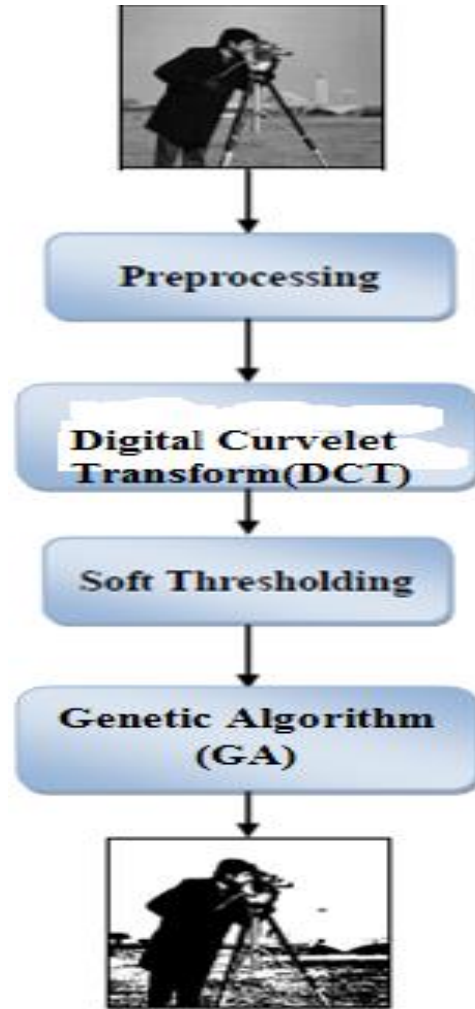 Preprocessing
Digital Curvelet
Transform(DCT)
Soft Thresholding
Genetic Algorithm
(GA)